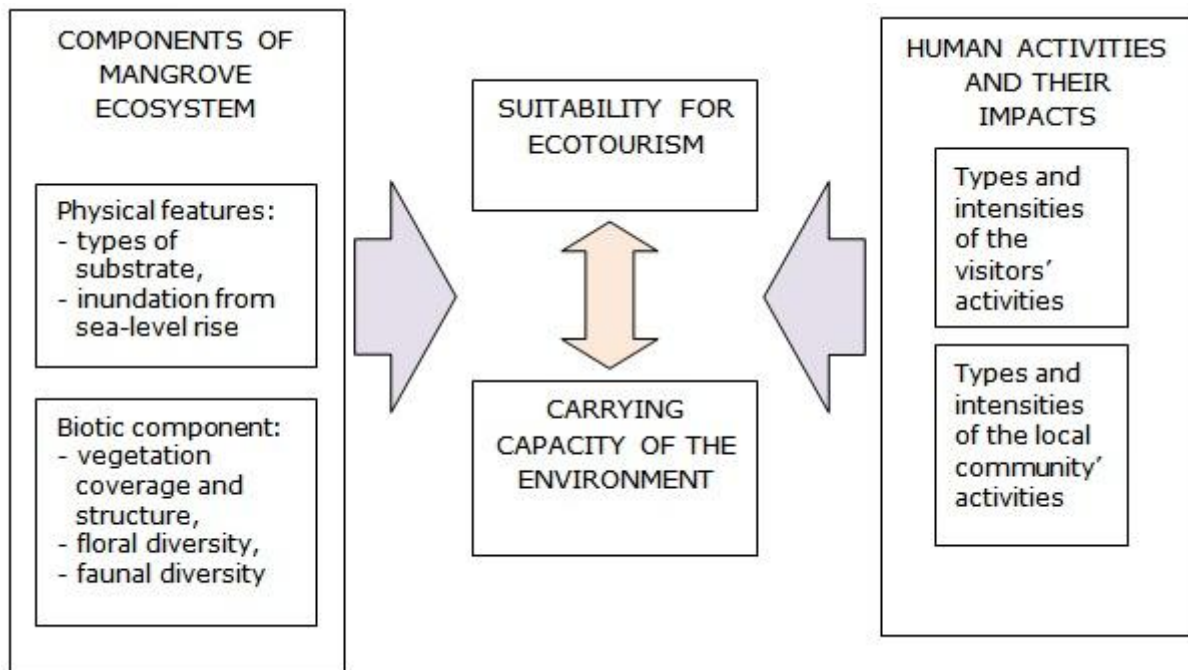 COMPONENTS OF
MANGROVE
ECOSYSTEM
Physical features:
- types of
substrate,
- inundation from
sea-level rise
Biotic component:
- vegetation
coverage and
structure,
- floral diversity,
- faunal diversity
SUITABILITY FOR
ECOTOURISM
CARRYING
CAPACITY OF THE
ENVIRONMENT
HUMAN ACTIVITIES
AND THEIR
IMPACTS
Types and
intensities
of the
visitors’
activities
Types and
intensities
of the local
community’
activities